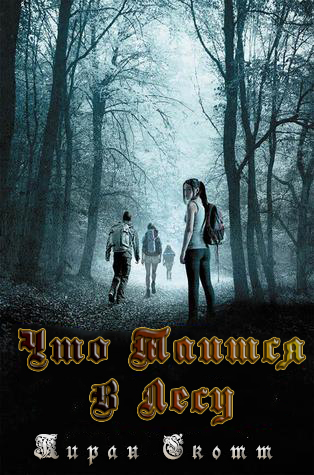 Что Таится
В Лесу
Киран Скотт